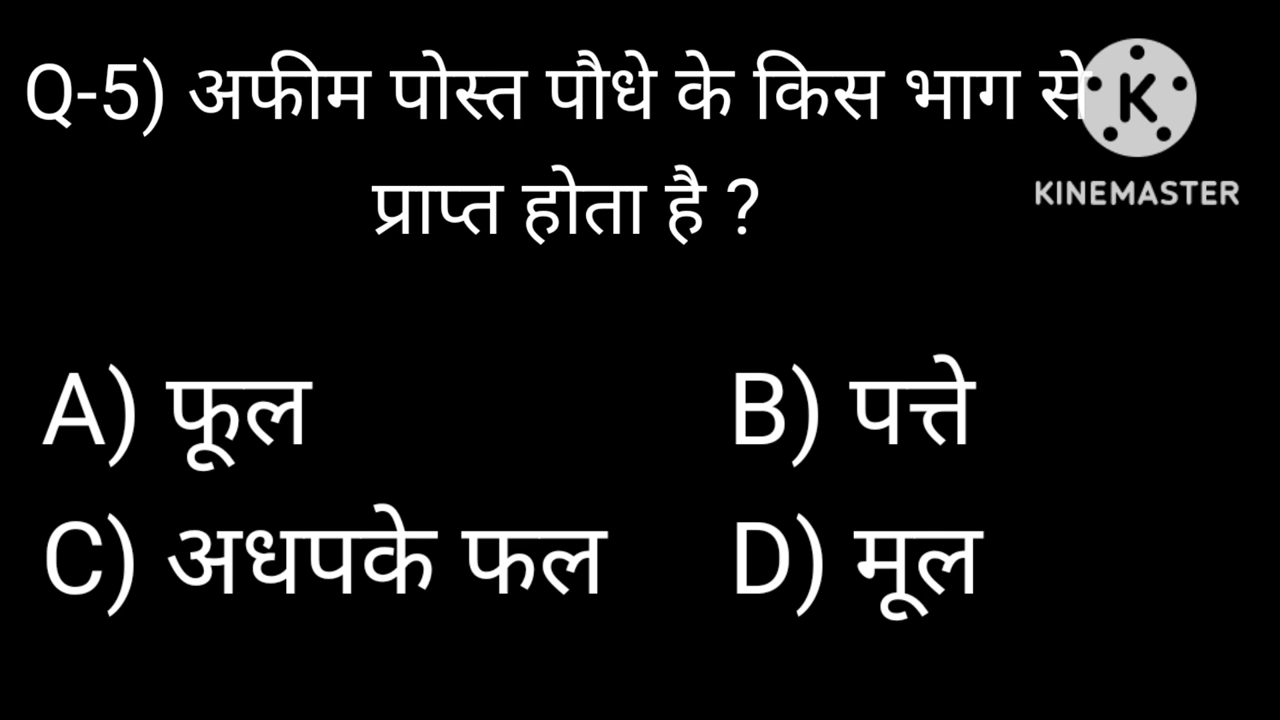 Q-5) अफीम पोस्त पौधे के किस भाग से
प्राप्त होता है ?
KINEMASTER
A) फूल B) पत्ते
C) अधपके फल D) मूल